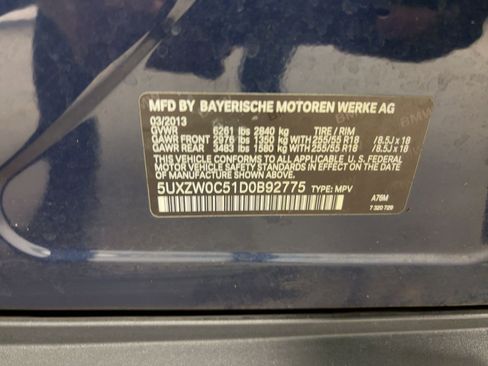 MFD BY BAYERISCHE MOTOREN WERKE AG
03/2013
GVWR 6261 lbs 2840 kg TIRE / RIM
GAWR FRONT 2976 lbs 1350 kg WITH 255/55 R18 /8.5J x 18
GAWR REAR 3483 lbs 1580 kg WITH 255/55 R18 /8.5J x 18
THIS VEHICLE CONFORMS TO ALL APPLICABLE U.S. FEDERAL
MOTOR VEHICLE SAFETY STANDARDS IN EFFECT ON THE
DATE OF MANUFACTURE SHOWN ABOVE.
5UXZW0C51D0B92775 TYPE: MPV
A76M
7 320 726